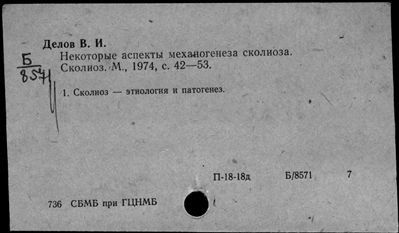 Делов В. И.
Некоторые аспекты механогенеза сколиоза.
Сколиоз. М., 1974, с. 42—53.
Б
8571
1. Сколиоз — этиология и патогенез.
П-18-18д Б/8571 7
736 СБМБ при ГЦНМБ